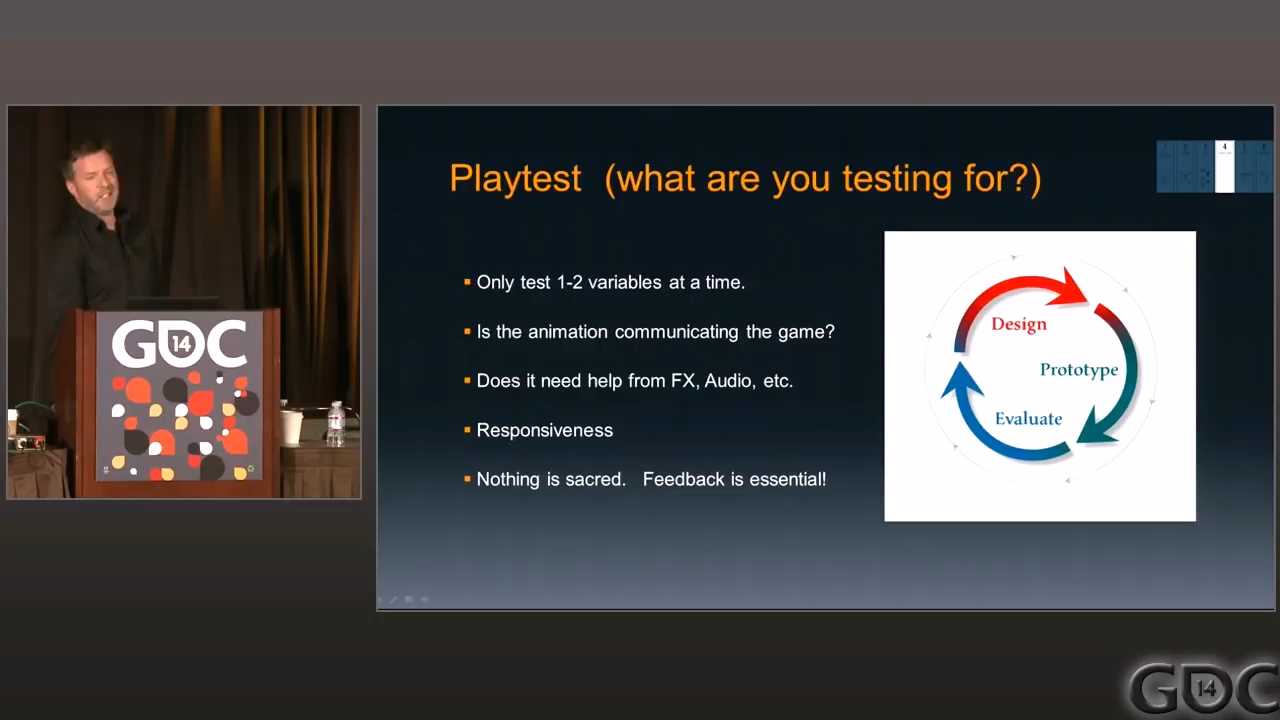 Playtest (what are you testing for?)
4
▪ Only test 1-2 variables at a time.
▪ Is the animation communicating the game?
▪ Does it need help from FX, Audio, etc.
▪ Responsiveness
▪ Nothing is sacred. Feedback is essential!
Design
Prototype
Evaluate
GDC
14
GDC
14